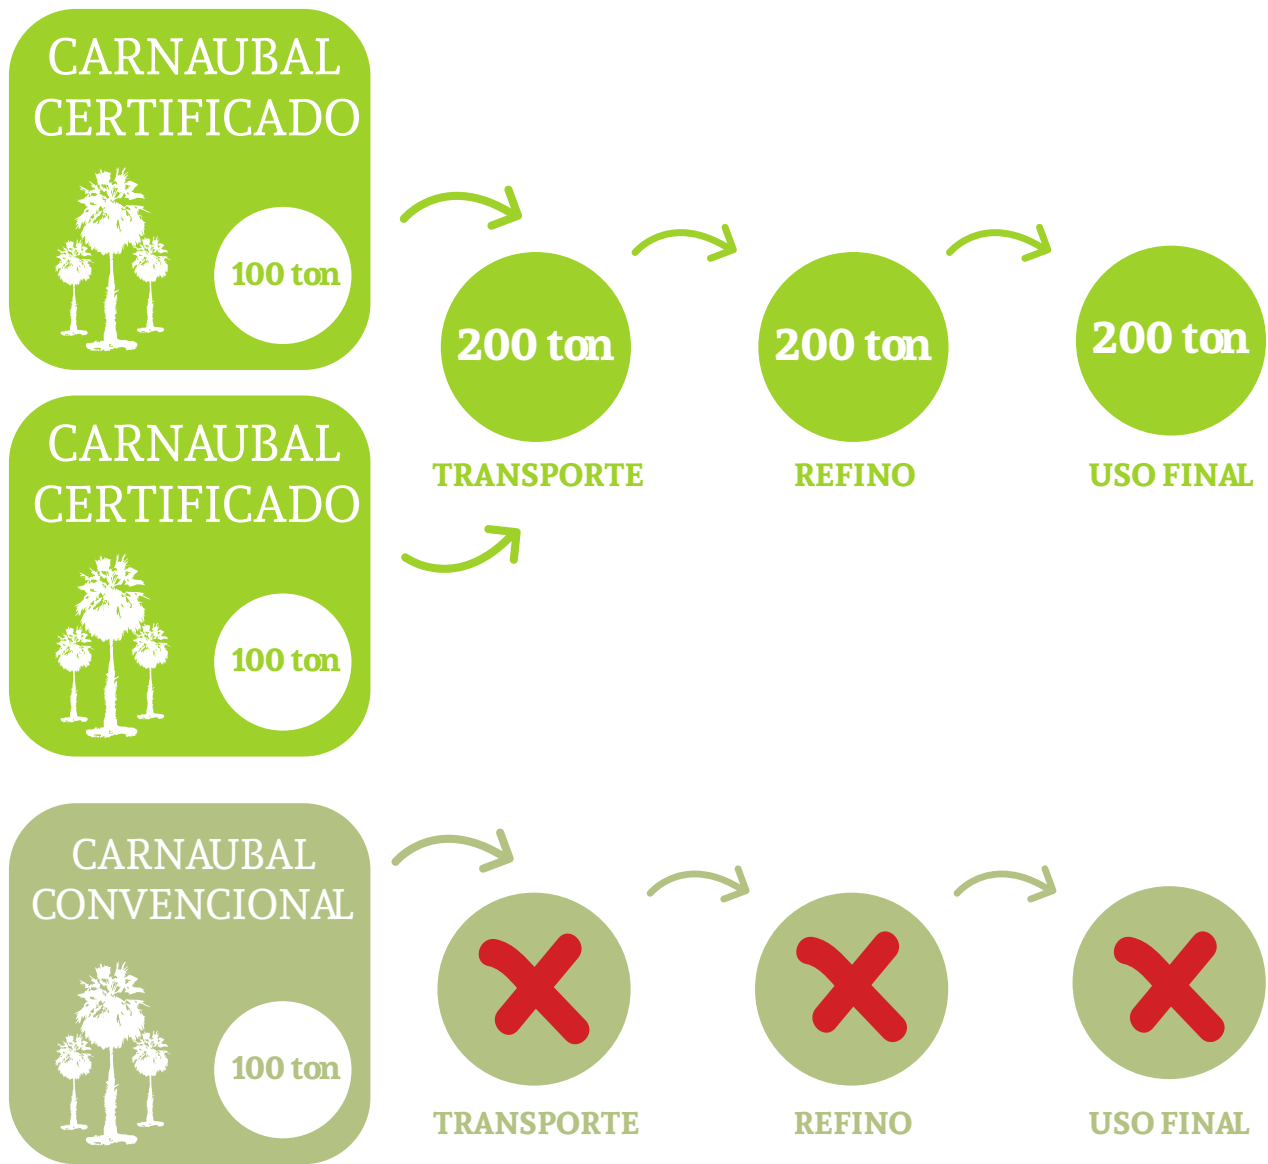 CARNAUBAL
CERTIFICADO
100 ton
200 ton
200 ton
200 ton
TRANSPORTE
REFINO
USO FINAL
CARNAUBAL
CERTIFICADO
100 ton
CARNAUBAL
CONVENCIONAL
100 ton
TRANSPORTE
REFINO
USO FINAL